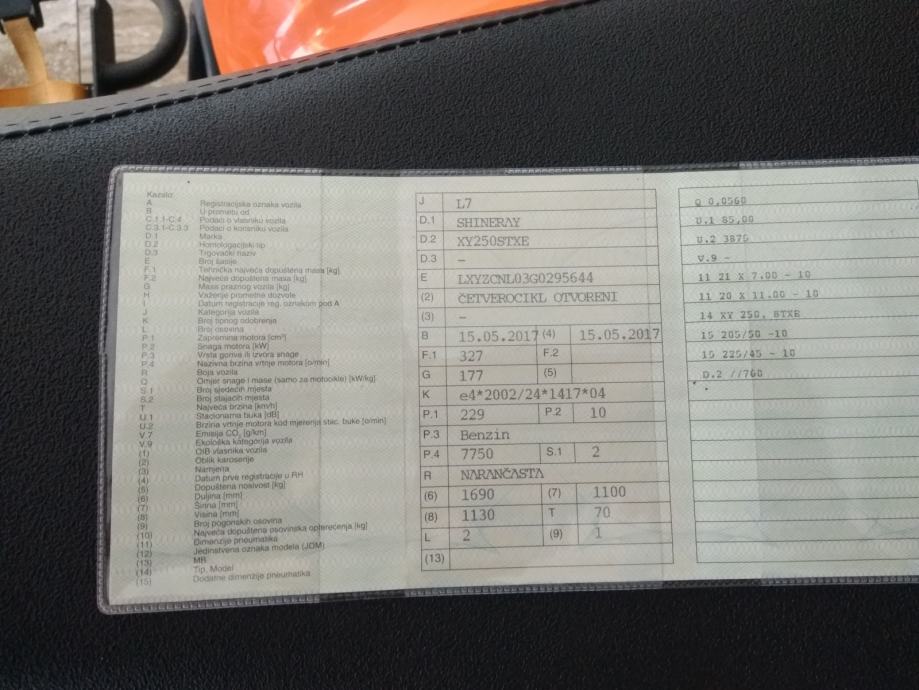 Kazalo:
A Registracijska oznaka vozila
B U prometu od
C.1.1-C.4 Podaci o vlasniku vozila
C.3.1-C.3.3 Podaci o korisniku vozila
D.1 Marka
D.2 Homologacijski tip
D.3 Trgovački naziv
E Broj šasije
F.1 Tehnička najveća dopuštena masa [kg]
F.2 Najveća dopuštena masa [kg]
G Masa praznog vozila [kg]
H Važenje prometne dozvole
I Datum registracije reg. oznakom pod A
J Kategorija vozila
K Broj tipnog odobrenja
L Broj osovina
P.1 Zapremina motora [cm³]
P.2 Snaga motora [kW]
P.3 Vrsta goriva ili izvora snage
P.4 Nazivna brzina vrtnje motora [o/min]
R Boja vozila
Q Omjer snage i mase (samo za motocikle) [kW/kg]
S.1 Broj sjedećih mjesta
S.2 Broj stajaćih mjesta
T Najveća brzina [km/h]
U.1 Stacionarna buka [dB]
U.2 Brzina vrtnje motora kod mjerenja stac. buke [o/min]
V.7 Emisija CO₂ [g/km]
V.9 Ekološka kategorija vozila
(1) OIB vlasnika vozila
(2) Oblik karoserije
(3) Namjena
(4) Datum prve registracije u RH
(5) Dopuštena nosivost [kg]
(6) Duljina [mm]
(7) Širina [mm]
(8) Visina [mm]
(9) Broj pogonskih osovina
(10) Najveća dopuštena osovinska opterećenja [kg]
(11) Dimenzije pneumatika
(12) Jedinstvena oznaka modela (JOM)
(13) MB
(14) Tip, Model
(15) Dodatne dimenzije pneumatika
J L7
D.1 SHINERAY
D.2 XY250STXE
D.3 –
E LXYZCNL03G0295644
(2) ČETVEROCIKL OTVORENI
(3) –
B 15.05.2017 (4) 15.05.2017
F.1 327 F.2
G 177 (5)
K e4*2002/24*1417*04
P.1 229 P.2 10
P.3 Benzin
P.4 7750 S.1 2
R NARANČASTA
(6) 1690 (7) 1100
(8) 1130 T 70
L 2 (9) 1
(13)
Q 0,0560
U.1 85,00
U.2 3875
V.9 –
11 21 X 7.00 - 10
11 20 X 11.00 - 10
14 XY 250, STXE
15 205/50 -10
15 225/45 - 10
D.2 //760